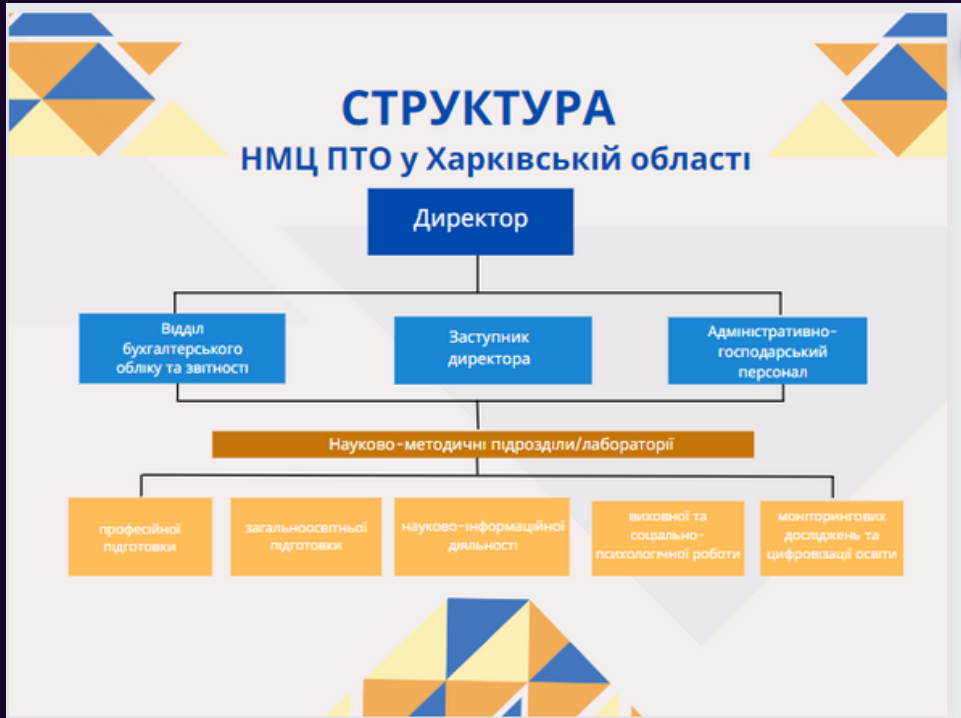 СТРУКТУРА
НМЦ ПТО у Харківській області
Директор
Відділ
бухгалтерського
обліку та звітності
Заступник
директора
Адміністративно-
господарський
персонал
Науково-методичні підрозділи/лабораторії
професійної
підготовки
загальноосвітньої
підготовки
науково-інформаційної
діяльності
виховної та
соціально-
психологічної роботи
моніторингових
досліджень та
цифровізації освіти